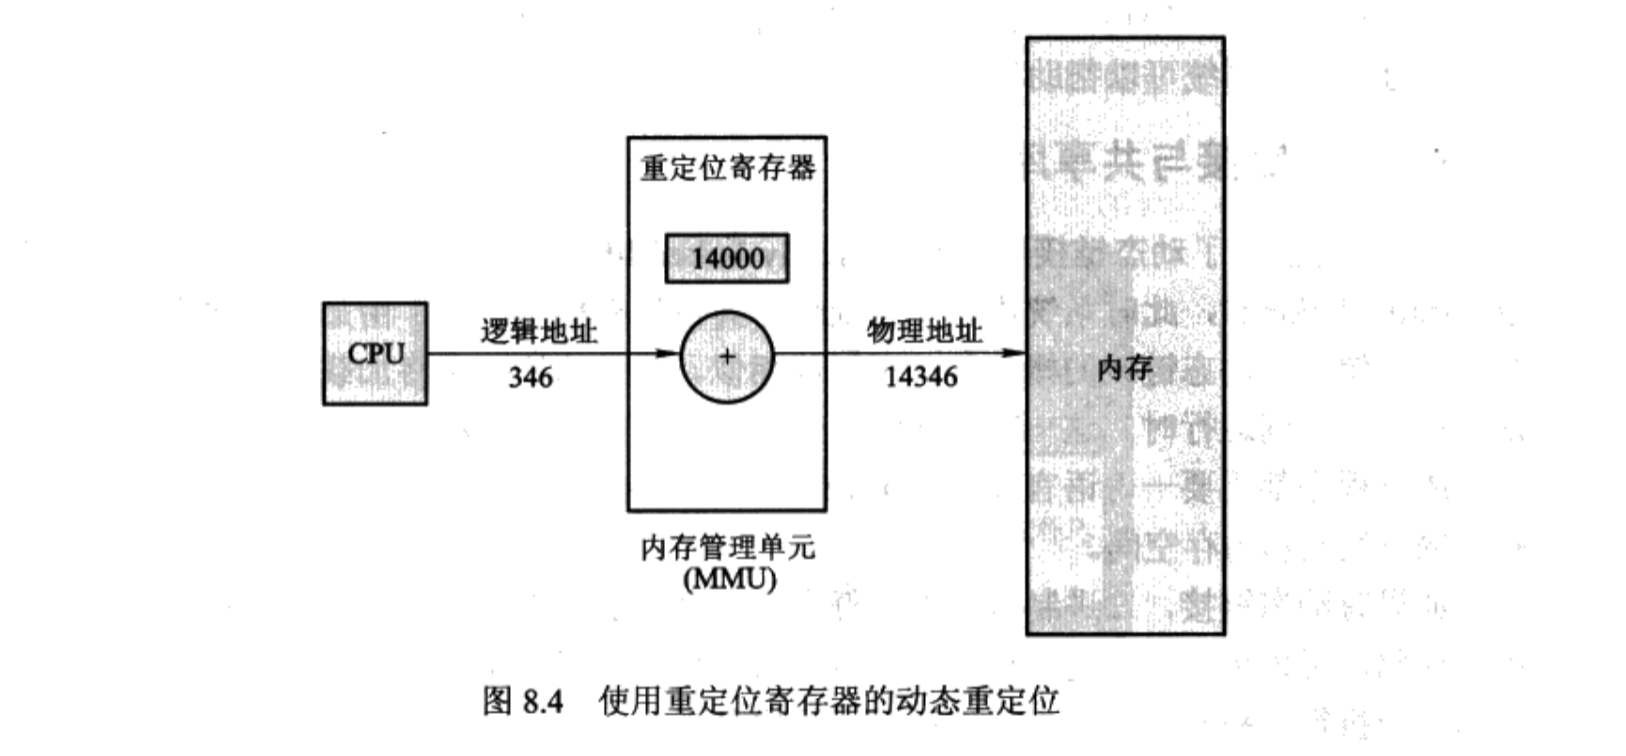 重定位寄存器
14000
CPU
逻辑地址
346
+
物理地址
14346
内存
内存管理单元
(MMU)
图 8.4 使用重定位寄存器的动态重定位